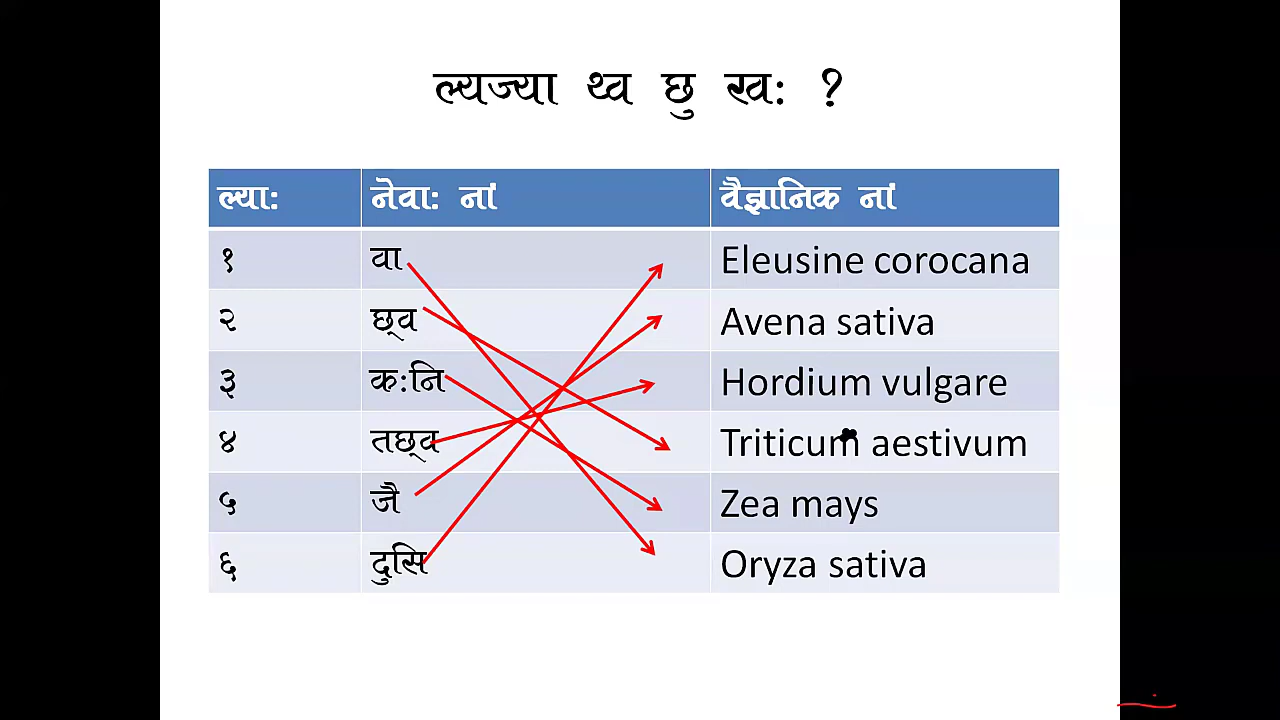 ल्यज्या थ्व छु खः ?
ल्याः नेवाः नां वैज्ञानिक नां
१ वा Eleusine corocana
२ छ्व Avena sativa
३ कःनि Hordium vulgare
४ तछ्व Triticum aestivum
५ जै Zea mays
६ दुसि Oryza sativa